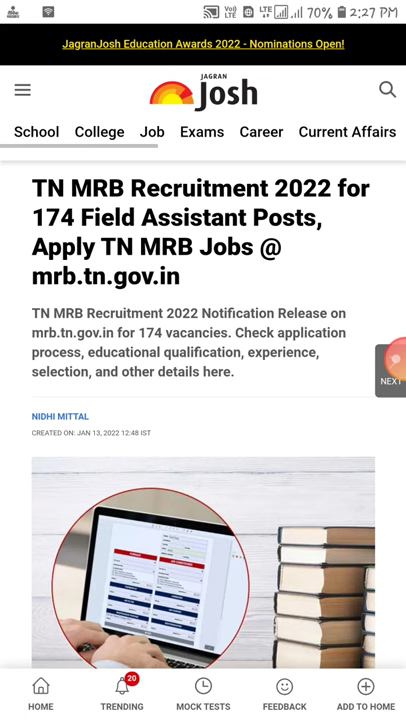 Voi) LTE LTE 70% 2:27 PM
JagranJosh Education Awards 2022 - Nominations Open!
JAGRAN
Josh
School College Job Exams Career Current Affairs
TN MRB Recruitment 2022 for
174 Field Assistant Posts,
Apply TN MRB Jobs @
mrb.tn.gov.in
TN MRB Recruitment 2022 Notification Release on
mrb.tn.gov.in for 174 vacancies. Check application
process, educational qualification, experience,
selection, and other details here.
NEXT
NIDHI MITTAL
CREATED ON: JAN 13, 2022 12:48 IST
20
HOME TRENDING MOCK TESTS FEEDBACK ADD TO HOME